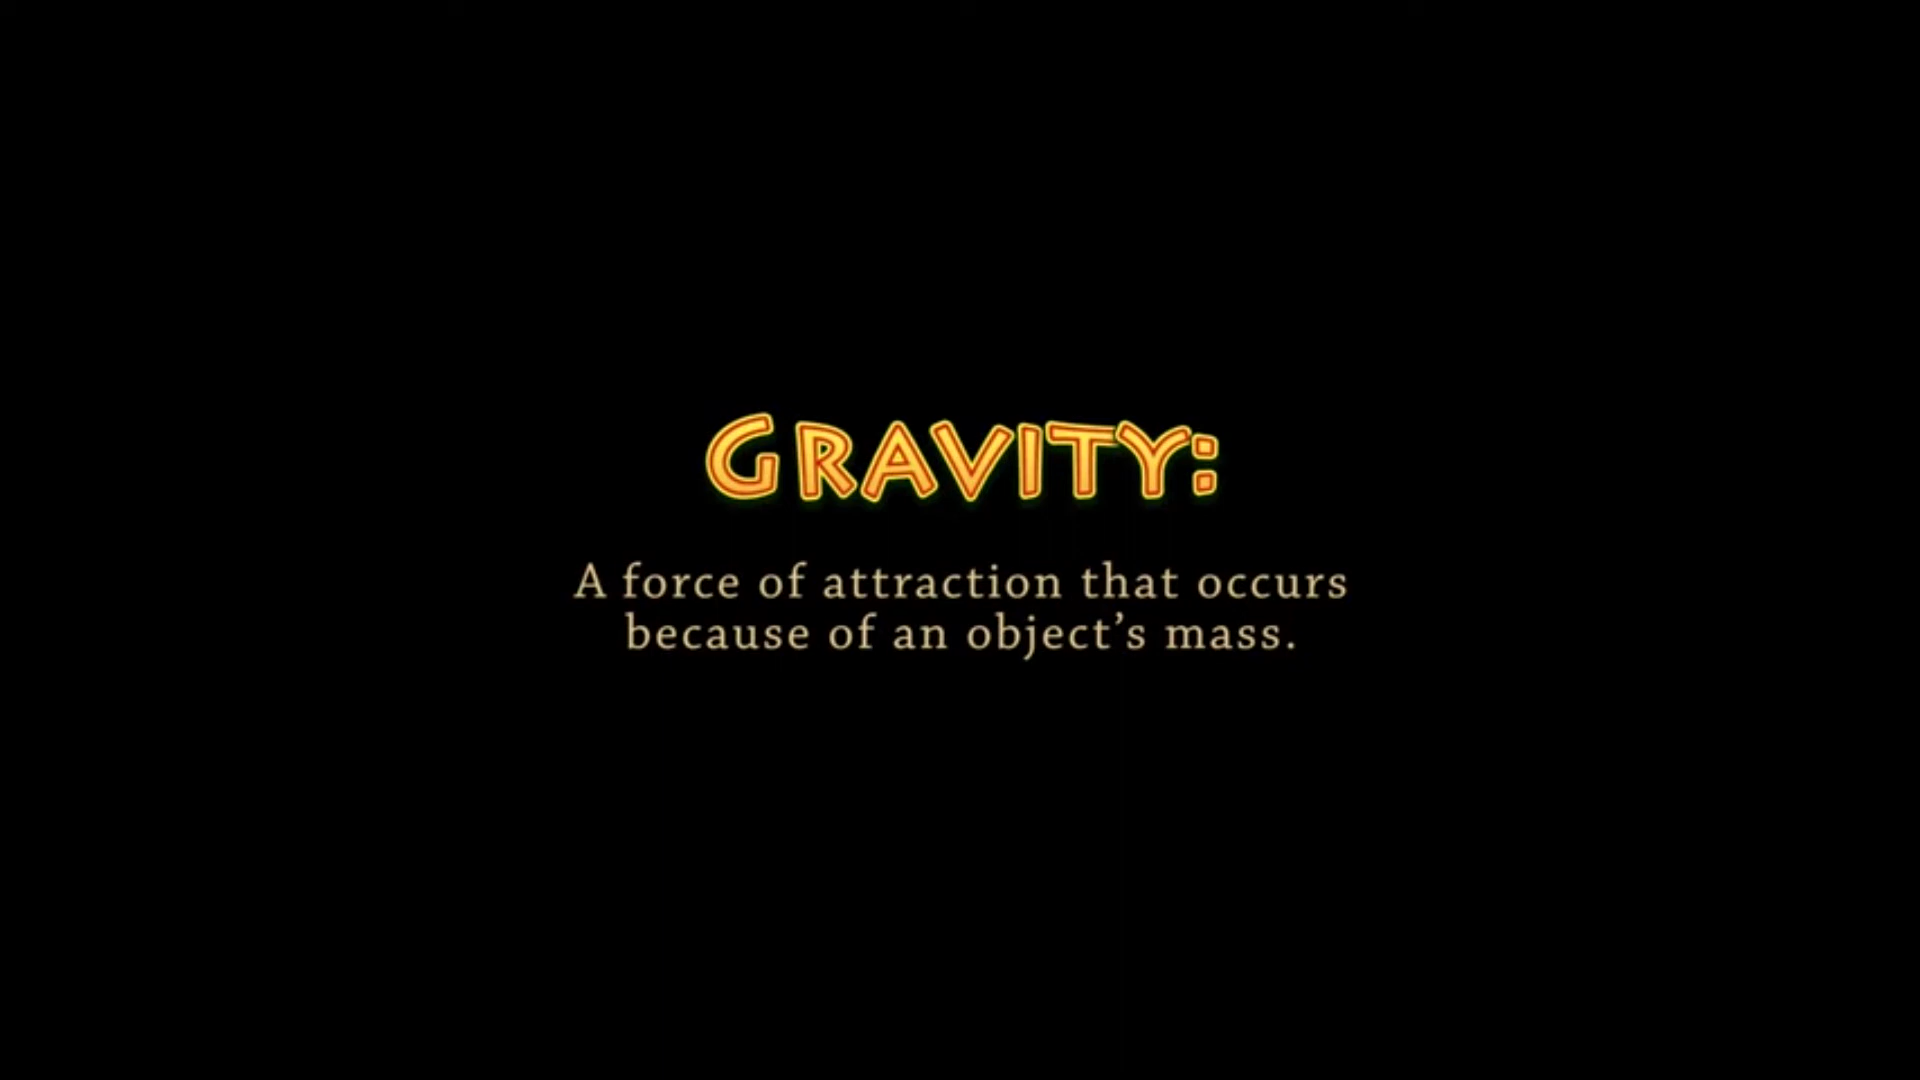 GRAVITY:
A force of attraction that occurs
because of an object’s mass.